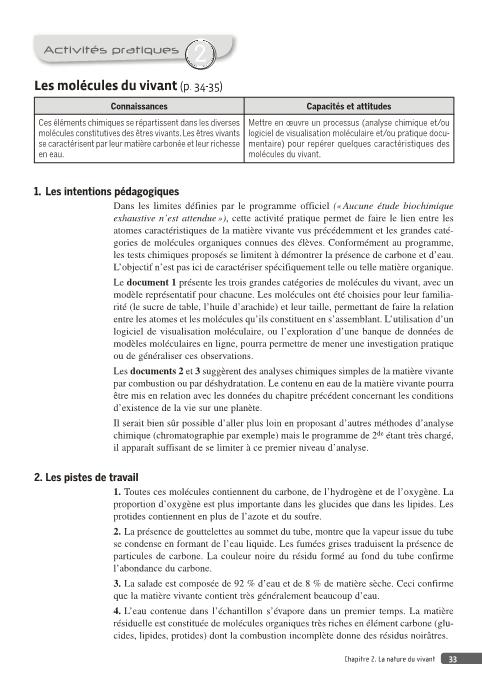 Activités pratiques 2
Les molécules du vivant (p. 34-35)
Connaissances
Capacités et attitudes
Ces éléments chimiques se répartissent dans les diverses
molécules constitutives des êtres vivants. Les êtres vivants
se caractérisent par leur matière carbonée et leur richesse
en eau.
Mettre en œuvre un processus (analyse chimique et/ou
logiciel de visualisation moléculaire et/ou pratique docu-
mentaire) pour repérer quelques caractéristiques des
molécules du vivant.
1. Les intentions pédagogiques
Dans les limites définies par le programme officiel (« Aucune étude biochimique
exhaustive n'est attendue »), cette activité pratique permet de faire le lien entre les
atomes caractéristiques de la matière vivante vus précédemment et les grandes caté-
gories de molécules organiques connues des élèves. Conformément au programme,
les tests chimiques proposés se limitent à démontrer la présence de carbone et d'eau.
L'objectif n'est pas ici de caractériser spécifiquement telle ou telle matière organique.
Le document 1 présente les trois grandes catégories de molécules du vivant, avec un
modèle représentatif pour chacune. Les molécules ont été choisies pour leur familia-
rité (le sucre de table, l'huile d'arachide) et leur taille, permettant de faire la relation
entre les atomes et les molécules qu'ils constituent en s'assemblant. L'utilisation d'un
logiciel de visualisation moléculaire, ou l'exploration d'une banque de données de
modèles moléculaires en ligne, pourra permettre de mener une investigation pratique
ou de généraliser ces observations.
Les documents 2 et 3 suggèrent des analyses chimiques simples de la matière vivante
par combustion ou par déshydratation. Le contenu en eau de la matière vivante pourra
être mis en relation avec les données du chapitre précédent concernant les conditions
d'existence de la vie sur une planète.
Il serait bien sûr possible d'aller plus loin en proposant d'autres méthodes d'analyse
chimique (chromatographie par exemple) mais le programme de 2de étant très chargé,
il apparaît suffisant de se limiter à ce premier niveau d'analyse.
2. Les pistes de travail
1. Toutes ces molécules contiennent du carbone, de l'hydrogène et de l'oxygène. La
proportion d'oxygène est plus importante dans les glucides que dans les lipides. Les
protides contiennent en plus de l'azote et du soufre.
2. La présence de gouttelettes au sommet du tube, montre que la vapeur issue du tube
se condense en formant de l'eau liquide. Les fumées grises traduisent la présence de
particules de carbone. La couleur noire du résidu formé au fond du tube confirme
l'abondance du carbone.
3. La salade est composée de 92 % d'eau et de 8 % de matière sèche. Ceci confirme
que la matière vivante contient très généralement beaucoup d'eau.
4. L'eau contenue dans l'échantillon s'évapore dans un premier temps. La matière
résiduelle est constituée de molécules organiques très riches en élément carbone (glu-
cides, lipides, protides) dont la combustion incomplète donne des résidus noirâtres.
Chapitre 2. La nature du vivant 33